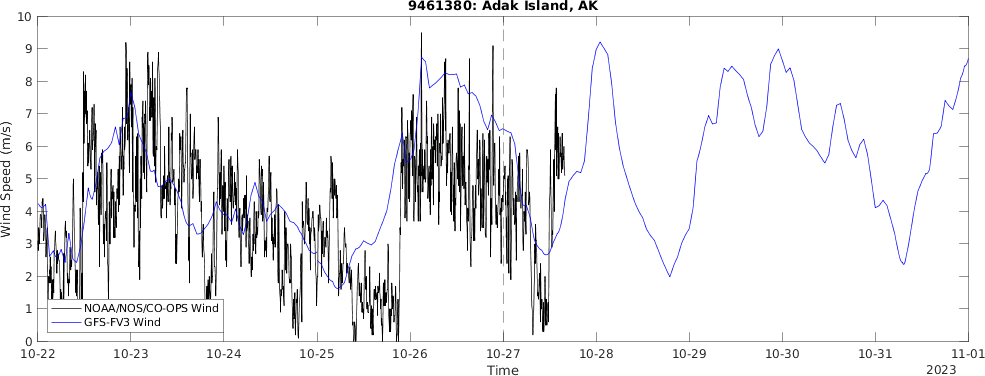 9461380: Adak Island, AK
10
9
8
7
6
5
4
3
2
1
0
Wind Speed (m/s)
NOAA/NOS/CO-OPS Wind
GFS-FV3 Wind
10-22 10-23 10-24 10-25 10-26 10-27 10-28 10-29 10-30 10-31 11-01
Time
2023